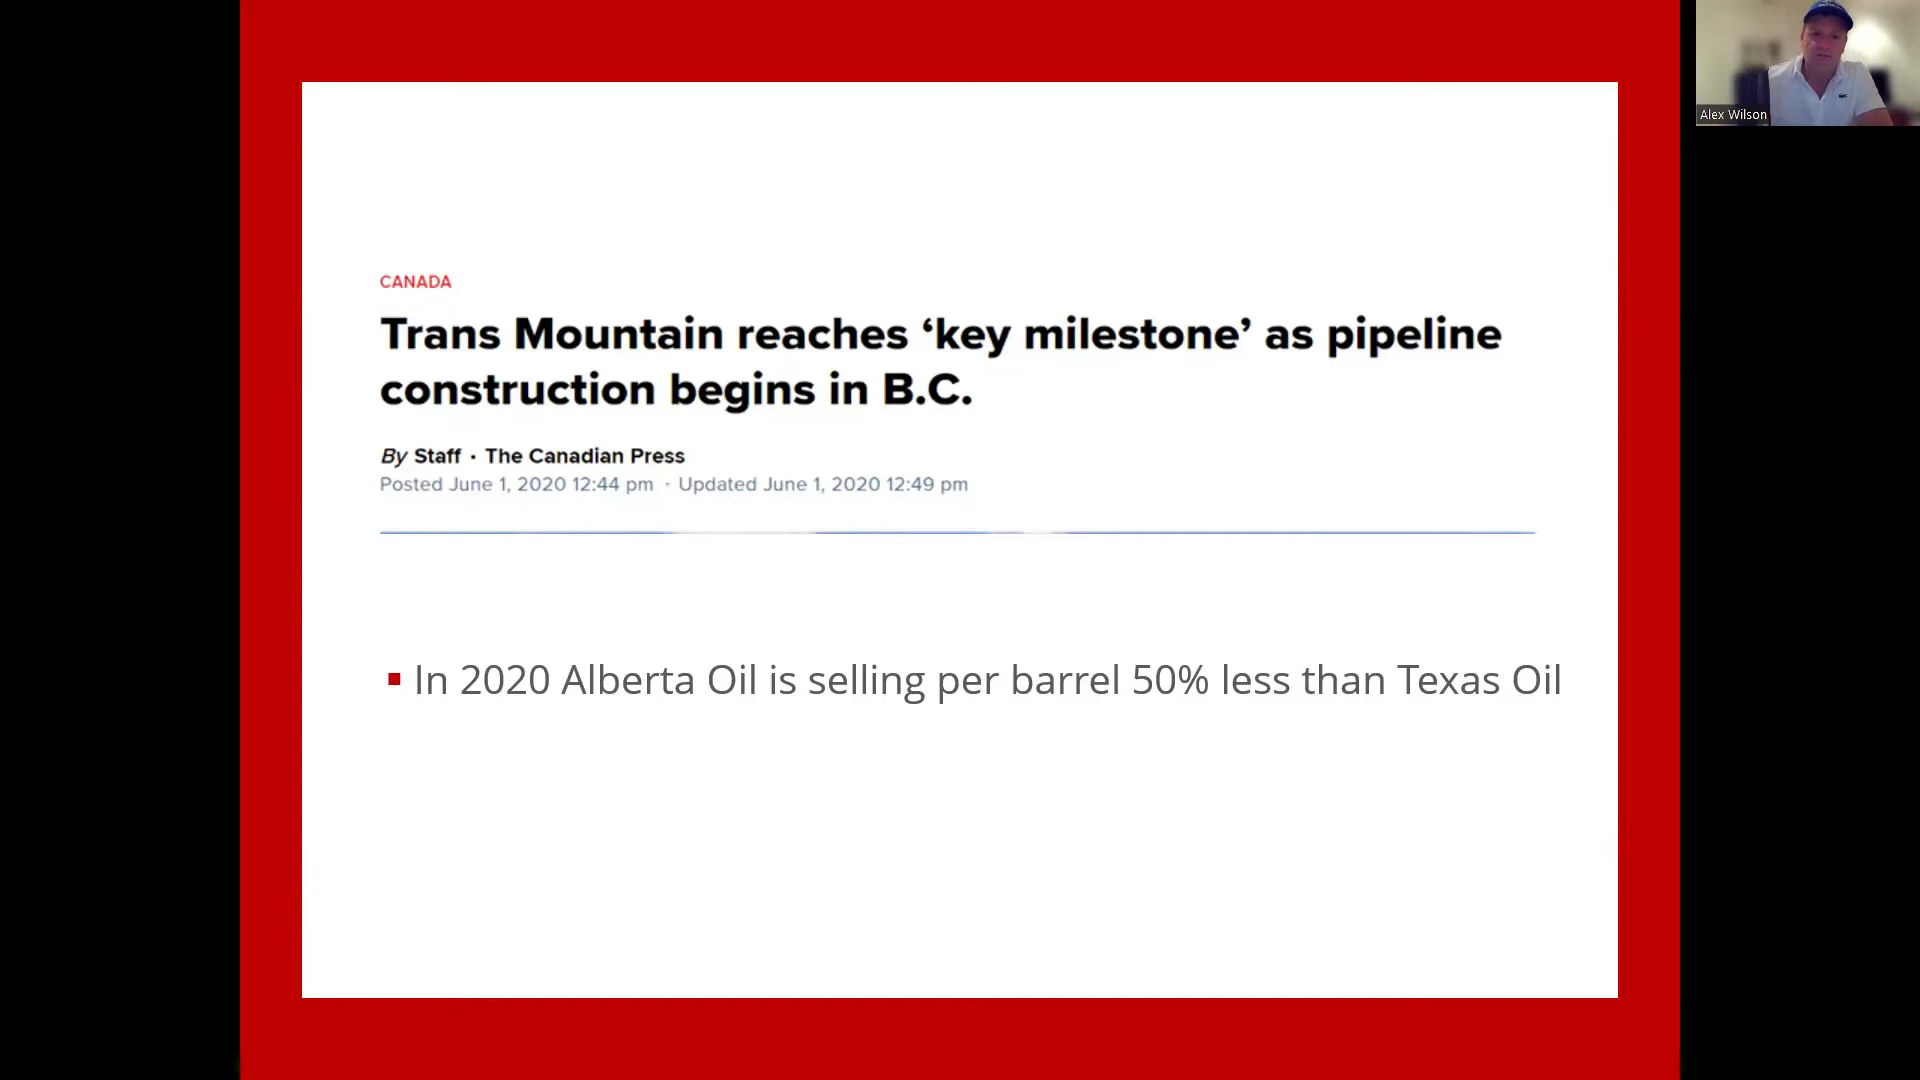 CANADA
Trans Mountain reaches ‘key milestone’ as pipeline
construction begins in B.C.
By Staff · The Canadian Press
Posted June 1, 2020 12:44 pm · Updated June 1, 2020 12:49 pm
▪ In 2020 Alberta Oil is selling per barrel 50% less than Texas Oil
Alex Wilson